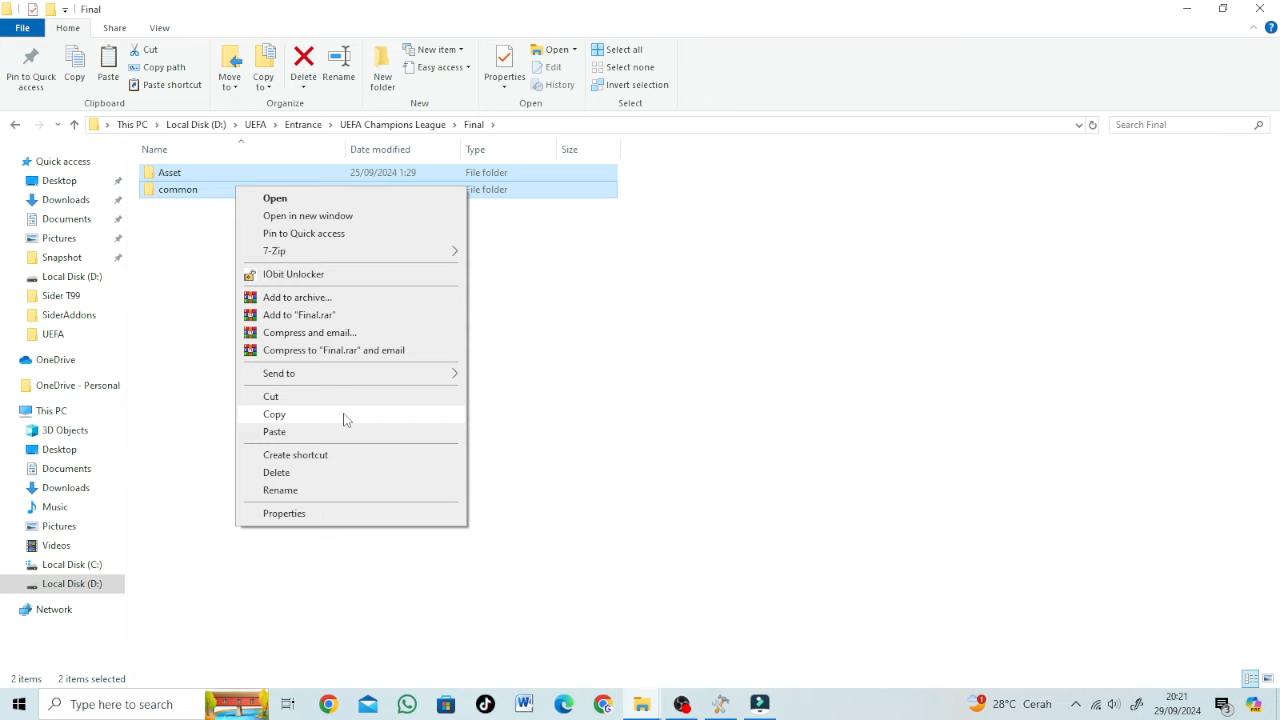 Final
File
Home
Share
View
Pin to Quick access
Copy
Paste
Cut
Copy path
Paste shortcut
Move to
Copy to
Delete
Rename
New folder
New item
Easy access
Properties
Open
Edit
History
Select all
Select none
Invert selection
Clipboard
Organize
New
Open
Select
This PC > Local Disk (D:) > UEFA > Entrance > UEFA Champions League > Final >
Search Final
Name
Date modified
Type
Size
Asset
25/09/2024 1:29
File folder
common
file folder
Quick access
Desktop
Downloads
Documents
Pictures
Snapshot
Local Disk (D:)
Sider T99
SiderAddons
UEFA
OneDrive
OneDrive - Personal
This PC
3D Objects
Desktop
Documents
Downloads
Music
Pictures
Videos
Local Disk (C:)
Local Disk (D:)
Network
Open
Open in new window
Pin to Quick access
7-Zip
IObit Unlocker
Add to archive...
Add to "Final.rar"
Compress and email...
Compress to "Final.rar" and email
Send to
Cut
Copy
Paste
Create shortcut
Delete
Rename
Properties
2 items
2 items selected
Type here to search
28°C Cerah
20:21
29/09/2024